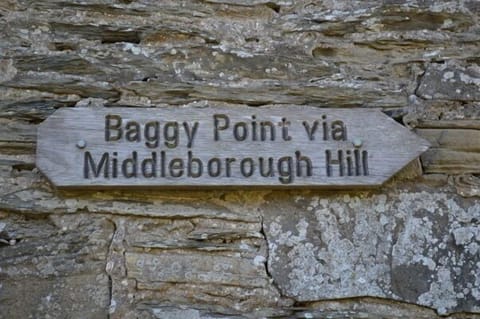 Baggy Point via
Middleborough Hill